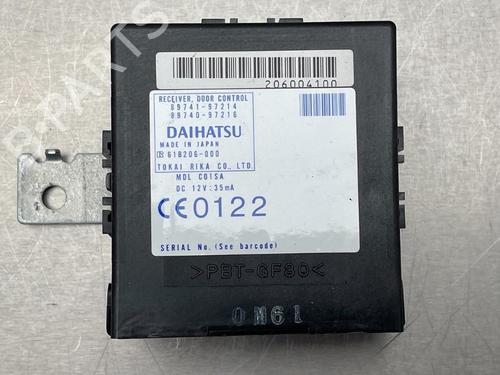 206004100
RECEIVER, DOOR CONTROL
89741-97214
89740-97216
DAIHATSU
MADE IN JAPAN
R 61B206-000
TOKAI RIKA CO., LTD.
MDL C01SA
DC 12V:35mA
CE0122
SERIAL No. (See barcode)
>PBT-GF30<
0M61